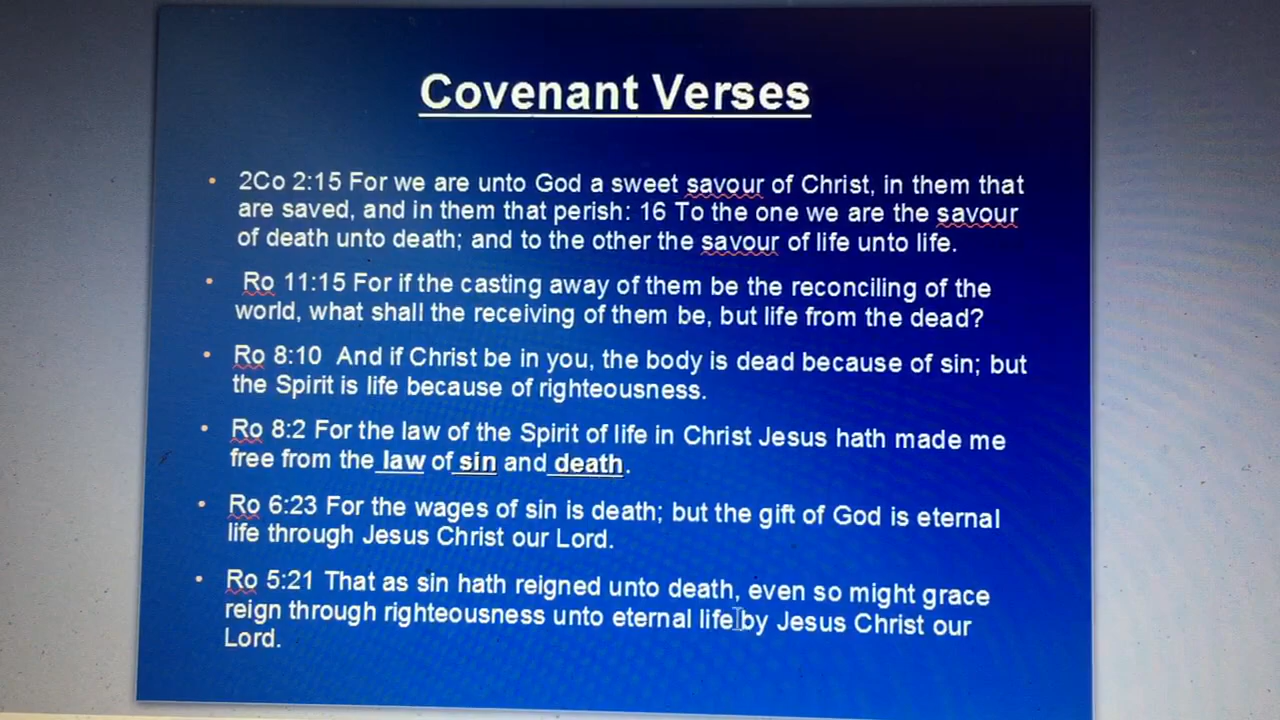 Covenant Verses
• 2Co 2:15 For we are unto God a sweet savour of Christ, in them that
are saved, and in them that perish: 16 To the one we are the savour
of death unto death; and to the other the savour of life unto life.
• Ro 11:15 For if the casting away of them be the reconciling of the
world, what shall the receiving of them be, but life from the dead?
• Ro 8:10 And if Christ be in you, the body is dead because of sin; but
the Spirit is life because of righteousness.
• Ro 8:2 For the law of the Spirit of life in Christ Jesus hath made me
free from the law of sin and death.
• Ro 6:23 For the wages of sin is death; but the gift of God is eternal
life through Jesus Christ our Lord.
• Ro 5:21 That as sin hath reigned unto death, even so might grace
reign through righteousness unto eternal life by Jesus Christ our
Lord.